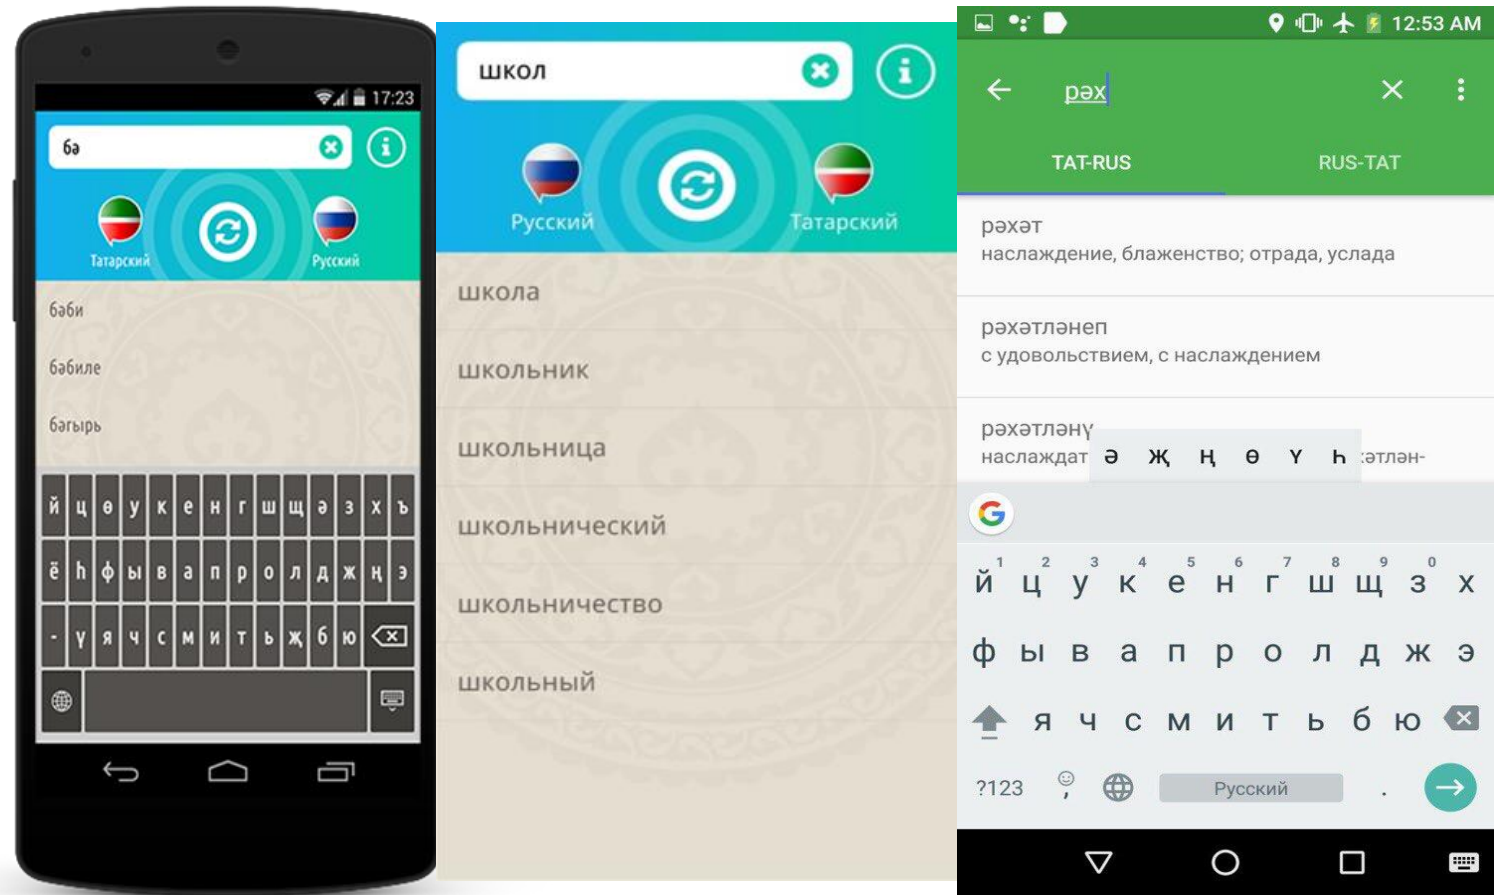 17:23
бә
Татарский
Русский
бәби
бәбиле
бәгырь
й ц ө у к е н г ш щ ә з х ъ
ё һ ф ы в а п р о л д ж ң э
- ү я ч с м и т ь җ б ю
школ
Русский
Татарский
школа
школьник
школьница
школьнический
школьничество
школьный
12:53 AM
рәх
TAT-RUS
RUS-TAT
рәхәт
наслаждение, блаженство; отрада, услада
рәхәтләнеп
с удовольствием, с наслаждением
рәхәтләнү
наслаждат
әтлән-
ә җ ң ө ү һ
1 2 3 4 5 6 7 8 9 0
й ц у к е н г ш щ з х
ф ы в а п р о л д ж э
я ч с м и т ь б ю
?123 , Русский .